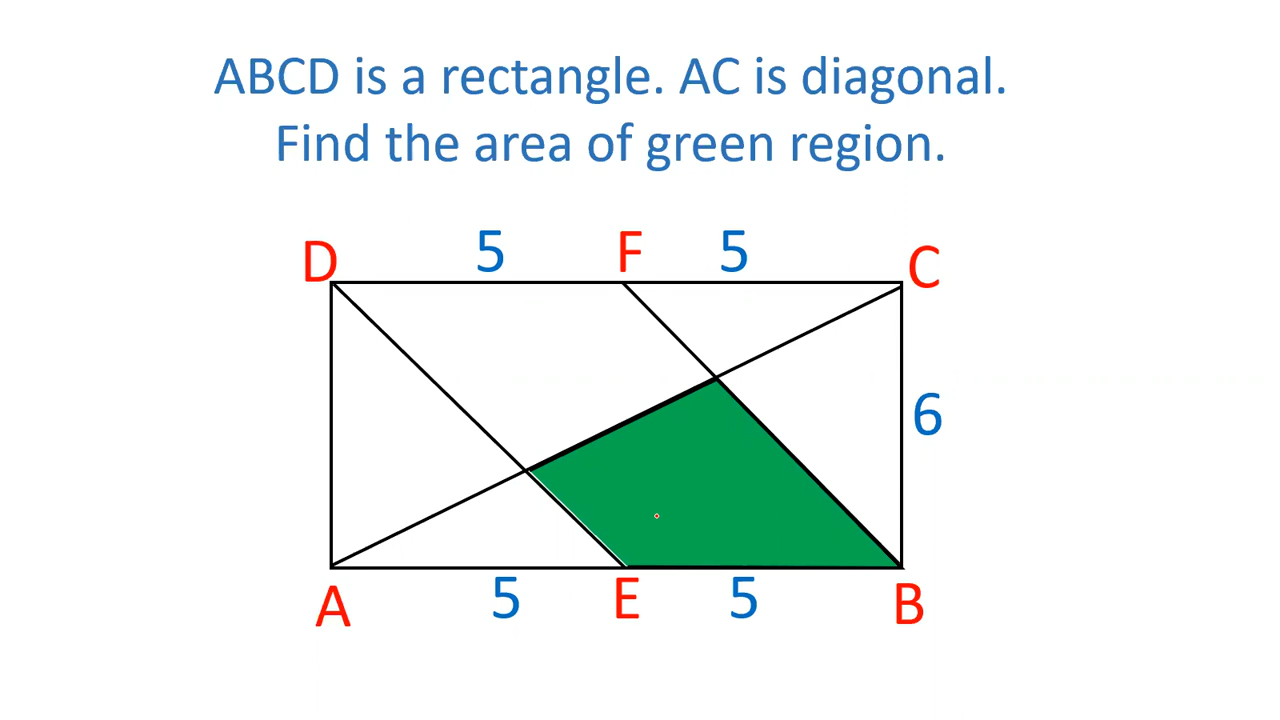 ABCD is a rectangle. AC is diagonal.
Find the area of green region.
D 5 F 5 C
6
A 5 E 5 B